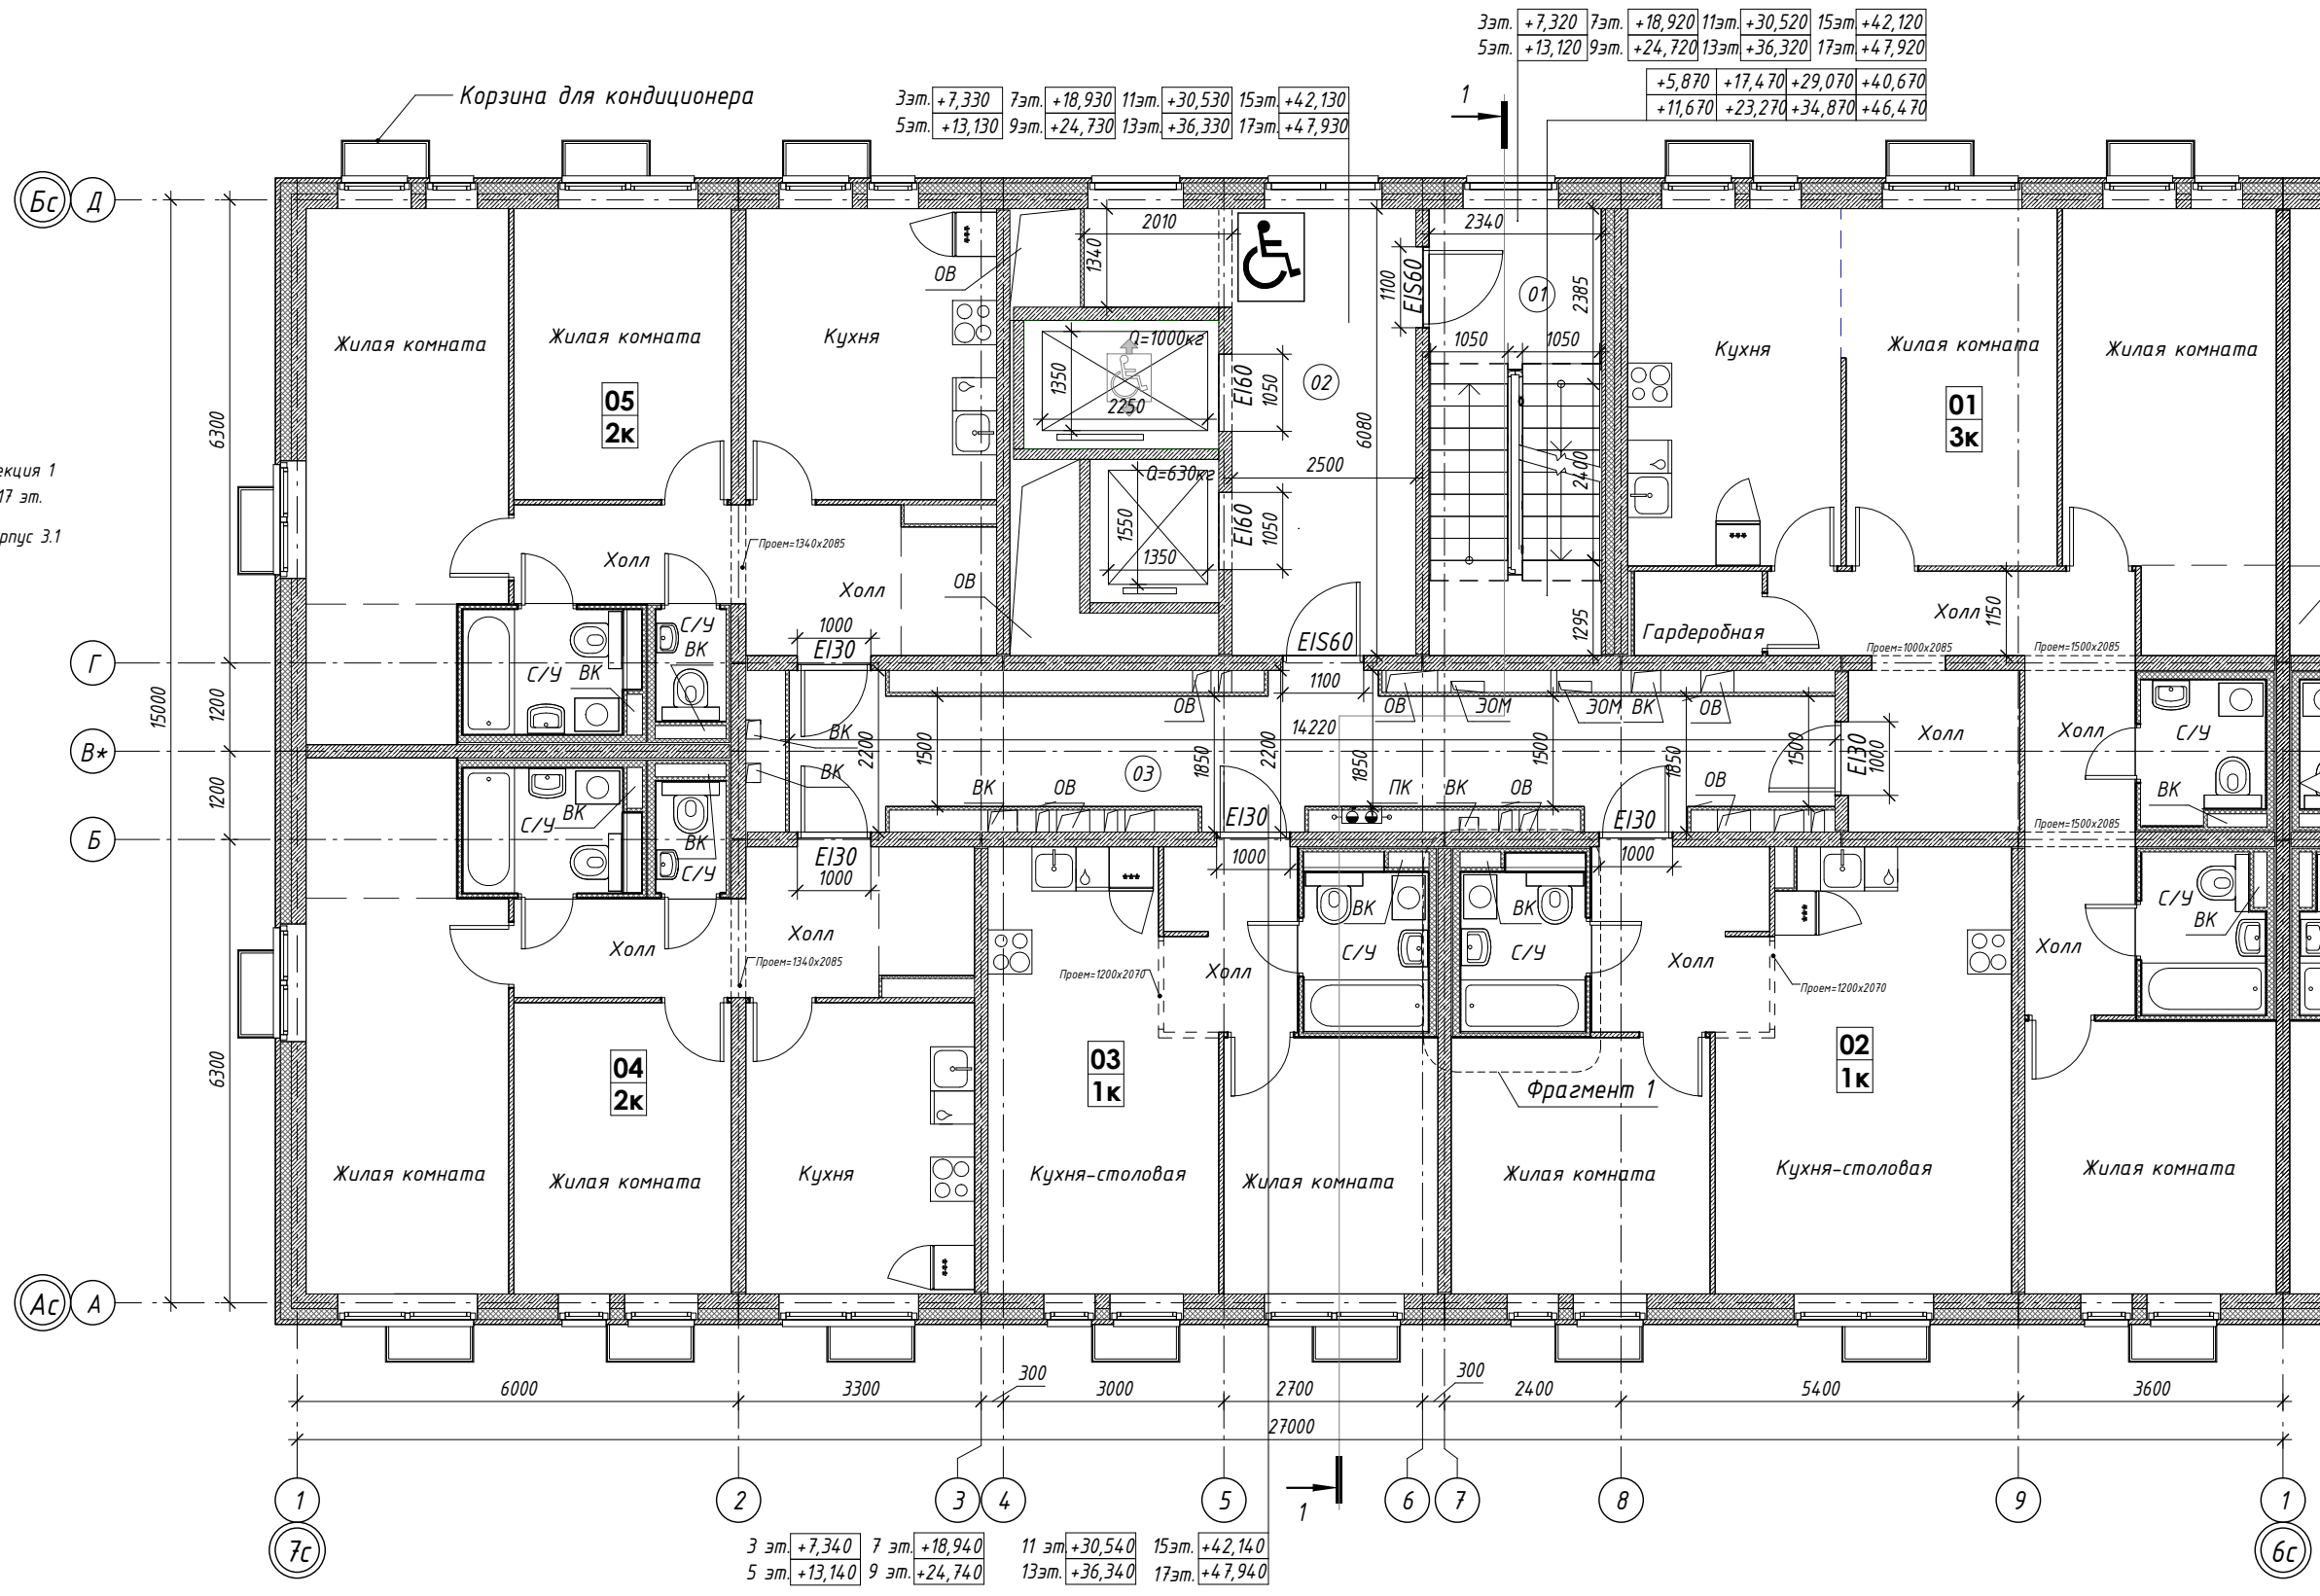 3эт. +7,320 7эт. +18,920 11эт. +30,520 15эт. +42,120
5эт. +13,120 9эт. +24,720 13эт. +36,320 17эт. +47,920
+5,870 +17,470 +29,070 +40,670
+11,670 +23,270 +34,870 +46,470
Корзина для кондиционера
3эт. +7,330 7эт. +18,930 11эт. +30,530 15эт. +42,130
5эт. +13,130 9эт. +24,730 13эт. +36,330 17эт. +47,930
1
Бс Д
2010
2340
1340
ОВ
1100
EIS60
01
2385
Жилая комната
Жилая комната
Кухня
Q=1000кг
1350
2250
EI60
1050
02
1050
1050
Кухня
Жилая комната
Жилая комната
05
2к
01
3к
6300
6080
2500
2400
екция 1
17 эт.
рпус 3.1
Q=630кг
1550
1350
EI60
1050
Проем=1340х2085
Холл
Холл
ОВ
Холл
1150
1295
Гардеробная
1000
EI30
EIS60
Проем=1000х2085
Проем=1500х2085
С/У
ВК
С/У
ВК
Г
1200
15000
1100
ОВ
ОВ
ЭОМ
ЭОМ
ВК
ОВ
14220
ВК
2200
1500
1850
2200
1850
1500
1850
1500
EI30
1000
Холл
Холл
С/У
ВК
В*
1200
ВК
03
ВК
ОВ
ПК
ВК
ОВ
ОВ
С/У
ВК
ВК
С/У
Б
EI30
1000
EI30
1000
EI30
1000
Проем=1500х2085
Холл
Холл
Проем=1340х2085
Проем=1200х2070
Холл
ВК
С/У
ВК
С/У
Холл
Проем=1200х2070
Холл
С/У
ВК
6300
04
2к
03
1к
02
1к
Фрагмент 1
Жилая комната
Жилая комната
Кухня
Кухня-столовая
Жилая комната
Жилая комната
Кухня-столовая
Жилая комната
Ас А
6000
3300
300
3000
2700
300
2400
5400
3600
27000
1
2
3
4
5
6
7
8
9
1
1
7с
6с
3 эт. +7,340 7 эт. +18,940 11 эт. +30,540 15эт. +42,140
5 эт. +13,140 9 эт. +24,740 13эт. +36,340 17эт. +47,940